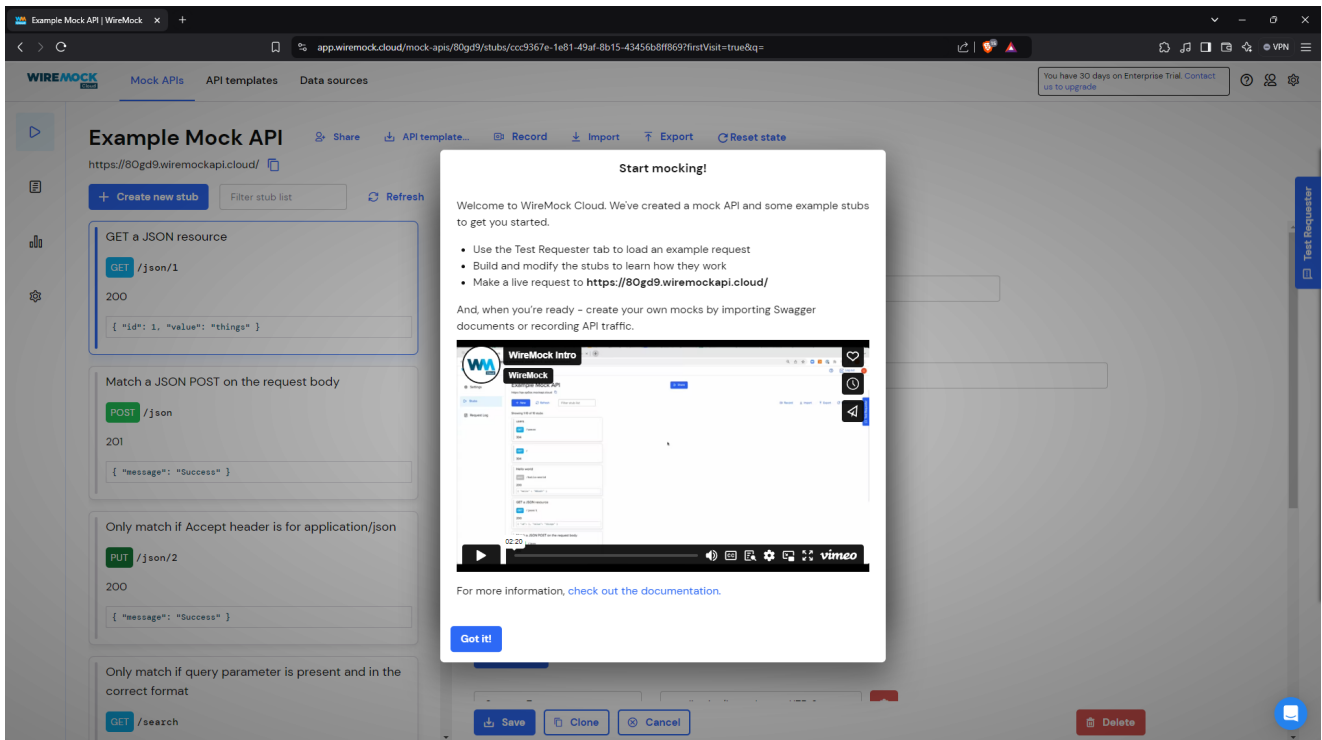 Example Mock API | WireMock
app.wiremock.cloud/mock-apis/80gd9/stubs/ccc9367e-1e81-49af-8b15-43456b8ff869?firstVisit=true&q=
VPN
WIREMOCK
Cloud
Mock APIs
API templates
Data sources
You have 30 days on Enterprise Trial. Contact
us to upgrade
Example Mock API
Share
API template...
Record
Import
Export
Reset state
https://80gd9.wiremockapi.cloud/
+ Create new stub
Filter stub list
Refresh
GET a JSON resource
GET /json/1
200
{ "id": 1, "value": "things" }
Match a JSON POST on the request body
POST /json
201
{ "message": "Success" }
Only match if Accept header is for application/json
PUT /json/2
200
{ "message": "Success" }
Only match if query parameter is present and in the
correct format
GET /search
Start mocking!
Welcome to WireMock Cloud. We've created a mock API and some example stubs
to get you started.
• Use the Test Requester tab to load an example request
• Build and modify the stubs to learn how they work
• Make a live request to https://80gd9.wiremockapi.cloud/
And, when you're ready - create your own mocks by importing Swagger
documents or recording API traffic.
WM
WireMock Intro
WireMock
Example Mock API
02:20
CC
vimeo
For more information, check out the documentation.
Got it!
Save
Clone
Cancel
Delete
Test Requester